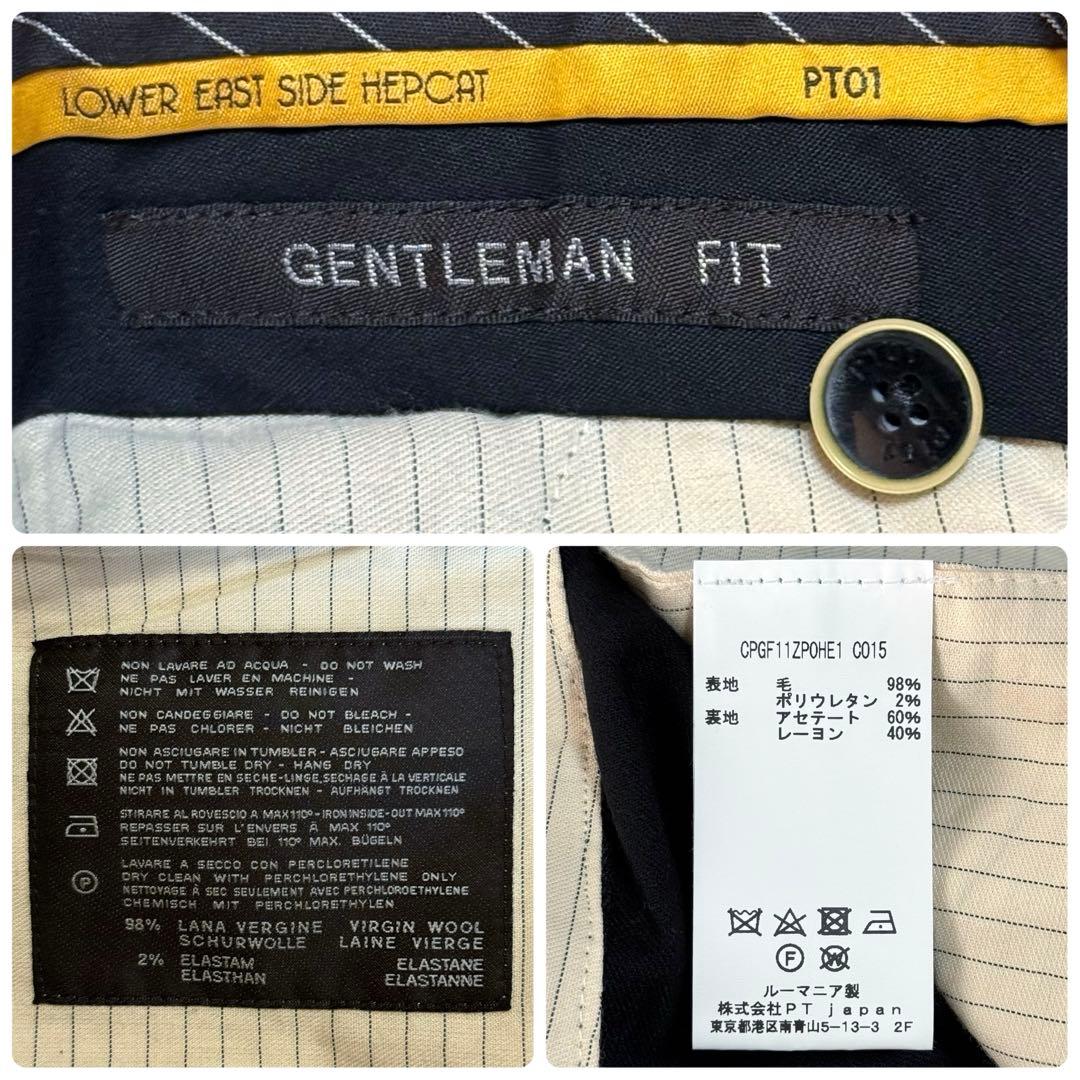 LOWER EAST SIDE HEPCAT PT01
GENTLEMAN FIT
NON LAVARE AD ACQUA - DO NOT WASH
NE PAS LAVER EN MACHINE -
NICHT MIT WASSER REINIGEN
NON CANDEGGIARE - DO NOT BLEACH -
NE PAS CHLORER - NICHT BLEICHEN
NON ASCIUGARE IN TUMBLER - ASCIUGARE APPESO
DO NOT TUMBLE DRY - HANG DRY
NE PAS METTRE EN SECHE-LINGE, SECHAGE À LA VERTICALE
NICHT IN TUMBLER TROCKNEN - AUFHÄNGT TROCKNEN
STIRARE AL ROVESCIO A MAX 110° - IRON INSIDE-OUT MAX 110°
REPASSER SUR L'ENVERS À MAX 110°
SEITENVERKEHRT BEI 110° MAX. BÜGELN
P
LAVARE A SECCO CON PERCLORETILENE
DRY CLEAN WITH PERCHLORETHYLENE ONLY
NETTOYAGE À SEC SEULEMENT AVEC PERCHLOROETHYLENE
CHEMISCH MIT PERCHLORETHYLEN
98% LANA VERGINE VIRGIN WOOL
SCHURWOLLE LAINE VIERGE
2% ELASTAM ELASTANE
ELASTHAN ELASTANNE
CPGF11ZP0HE1 C015
表地 毛 98%
ポリウレタン 2%
裏地 アセテート 60%
レーヨン 40%
F W
ルーマニア製
株式会社PT japan
東京都港区南青山5-13-3 2F